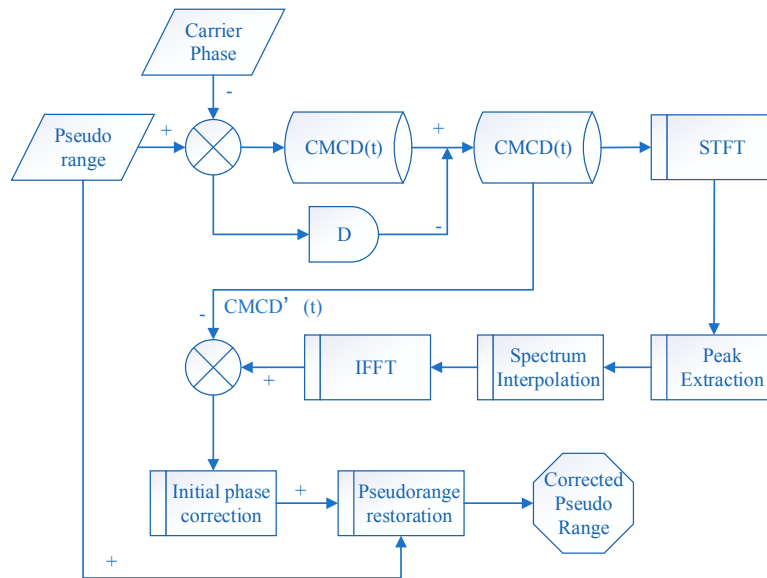 Carrier
Phase
-
+
Pseudo
range
CMCD(t)
+
CMCD(t)
STFT
D
-
CMCD’ (t)
-
IFFT
Spectrum
Interpolation
Peak
Extraction
+
Initial phase
correction
+
Pseudorange
restoration
Corrected
Pseudo
Range
+